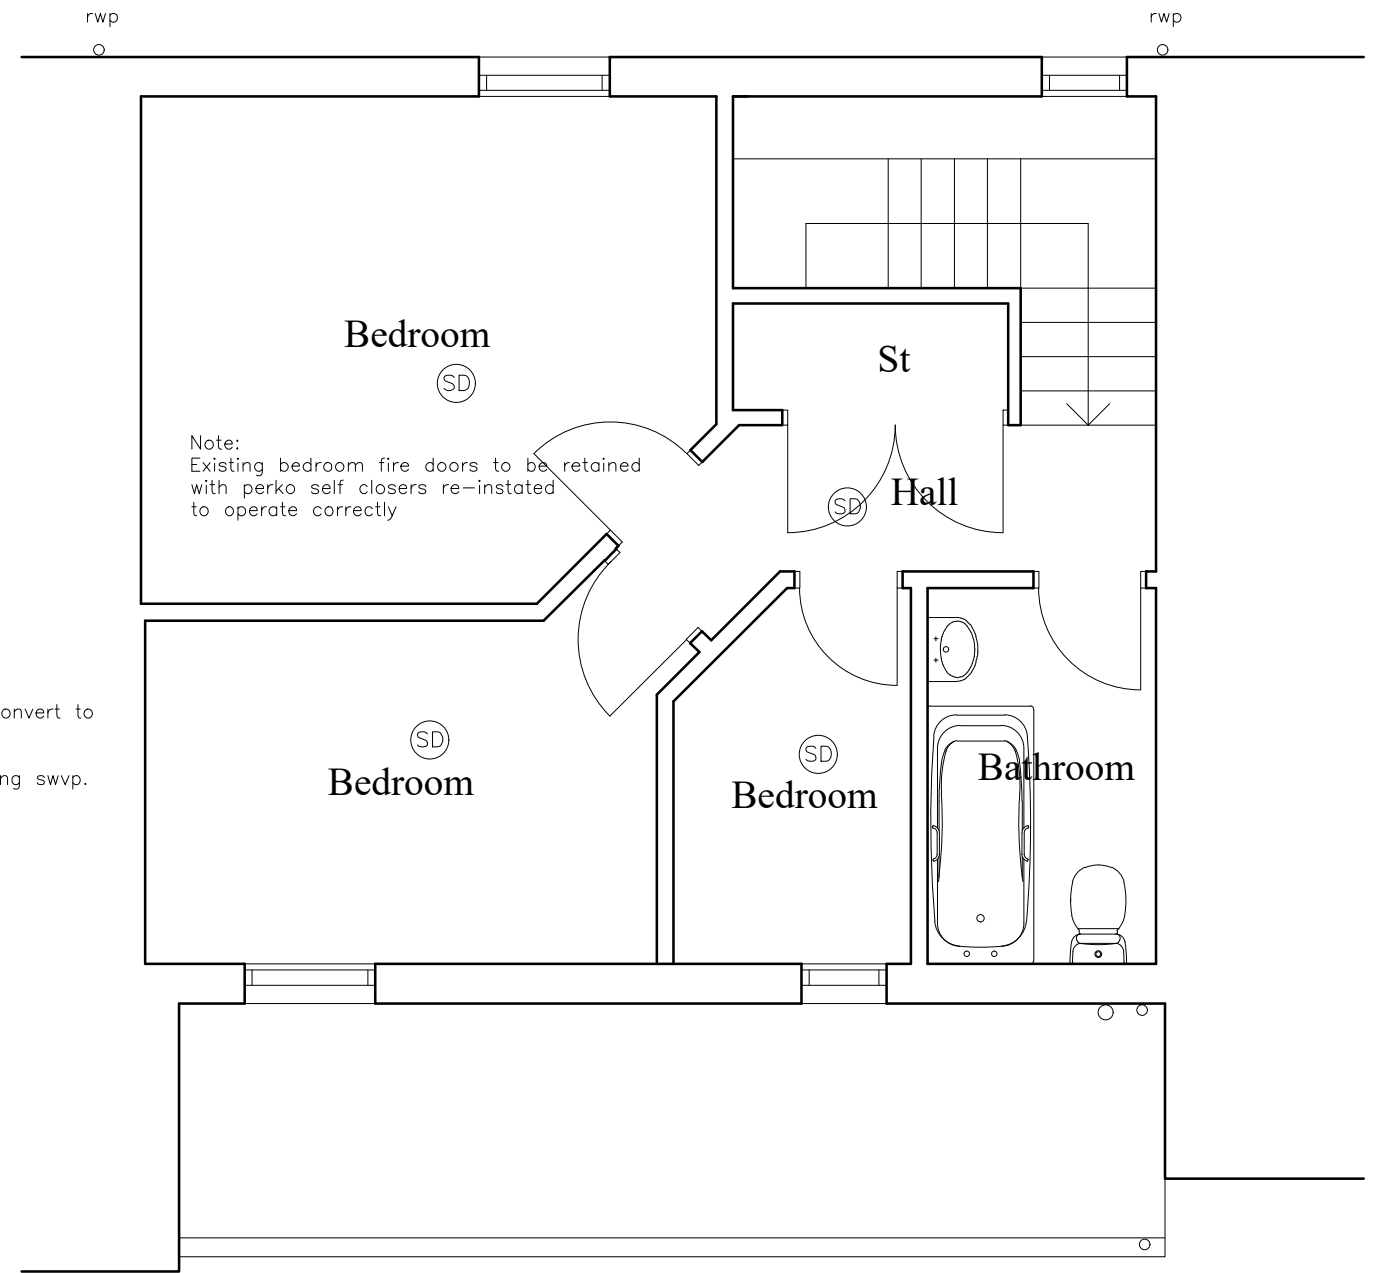 rwp
rwp
Bedroom
SD
St
Note:
Existing bedroom fire doors to be retained
with perko self closers re-instated
to operate correctly
SD
Hall
onvert to
ng swvp.
SD
Bedroom
SD
Bedroom
Bathroom